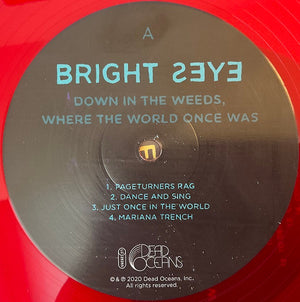 A
BRIGHT EYES
DOWN IN THE WEEDS,
WHERE THE WORLD ONCE WAS
1. PAGETURNERS RAG
2. DANCE AND SING
3. JUST ONCE IN THE WORLD
4. MARIANA TRENCH
DEAD
OCEANS
© & ℗ 2020 Dead Oceans, Inc.
All rights reserved.